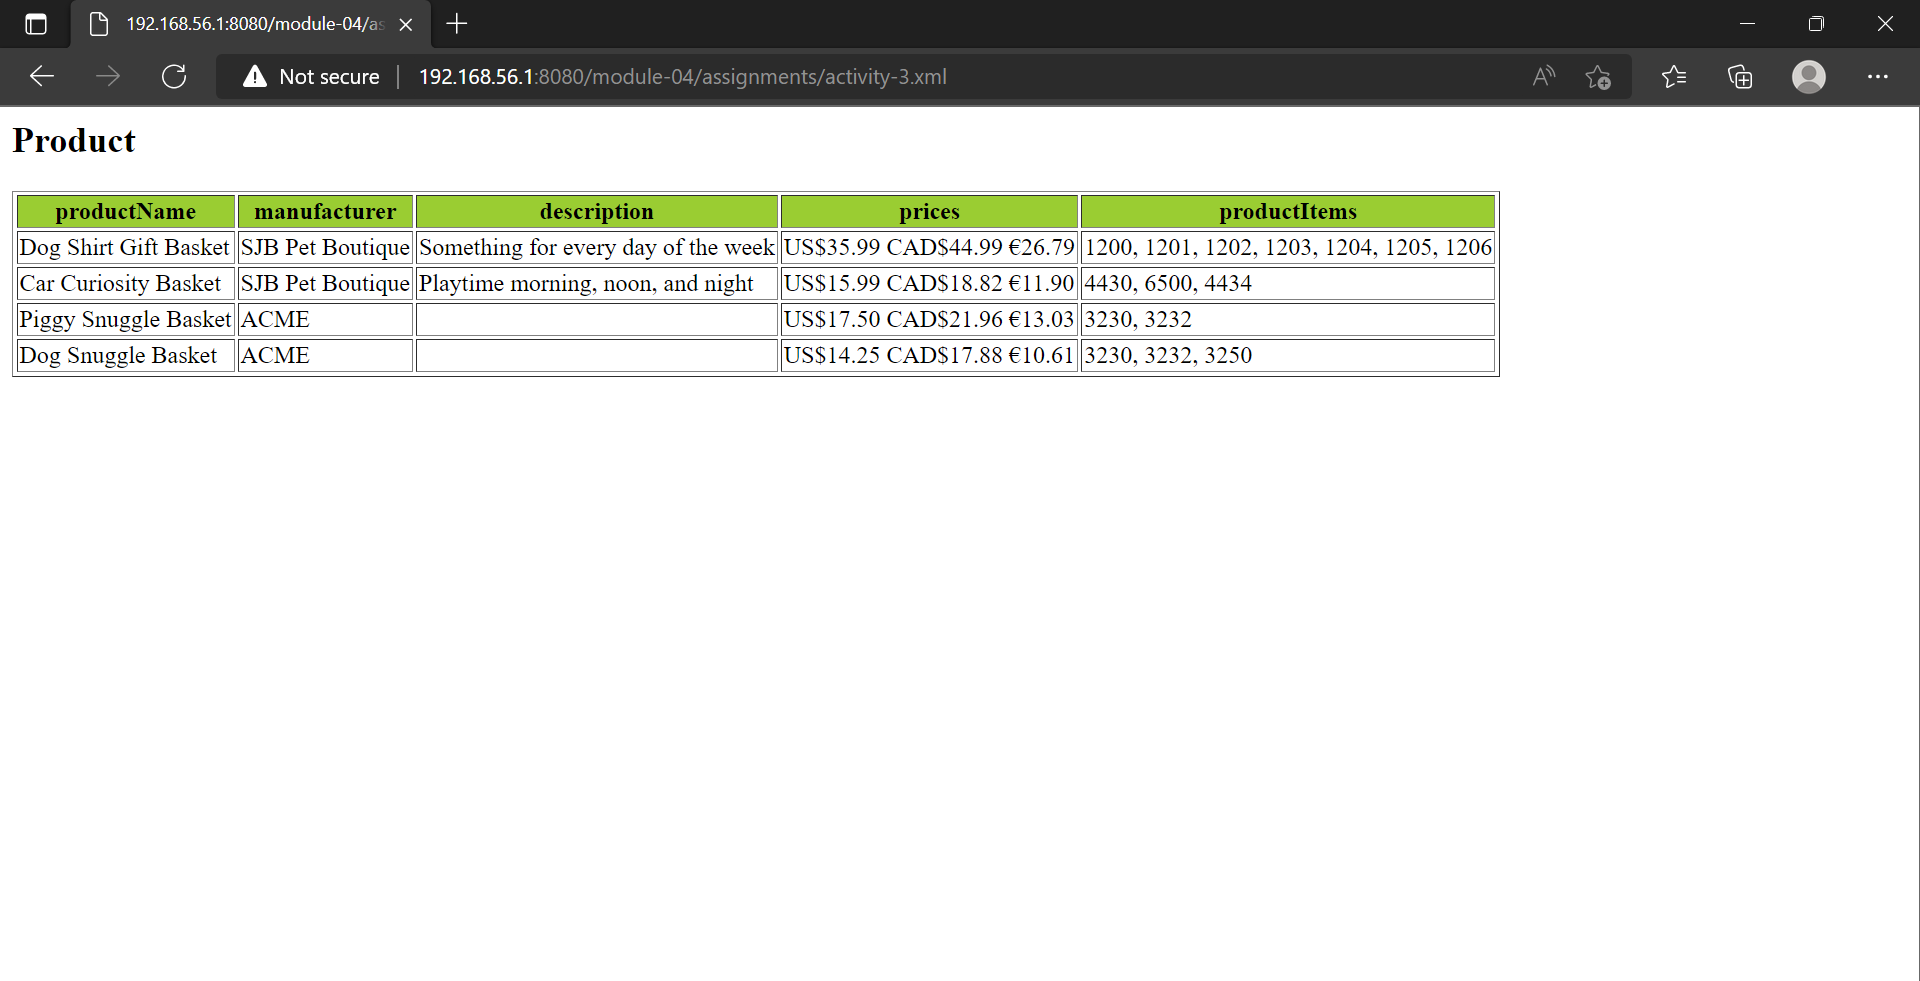 192.168.56.1:8080/module-04/as
Not secure 192.168.56.1:8080/module-04/assignments/activity-3.xml
Product
productName manufacturer description prices productItems
Dog Shirt Gift Basket SJB Pet Boutique Something for every day of the week US$35.99 CAD$44.99 €26.79 1200, 1201, 1202, 1203, 1204, 1205, 1206
Car Curiosity Basket SJB Pet Boutique Playtime morning, noon, and night US$15.99 CAD$18.82 €11.90 4430, 6500, 4434
Piggy Snuggle Basket ACME US$17.50 CAD$21.96 €13.03 3230, 3232
Dog Snuggle Basket ACME US$14.25 CAD$17.88 €10.61 3230, 3232, 3250